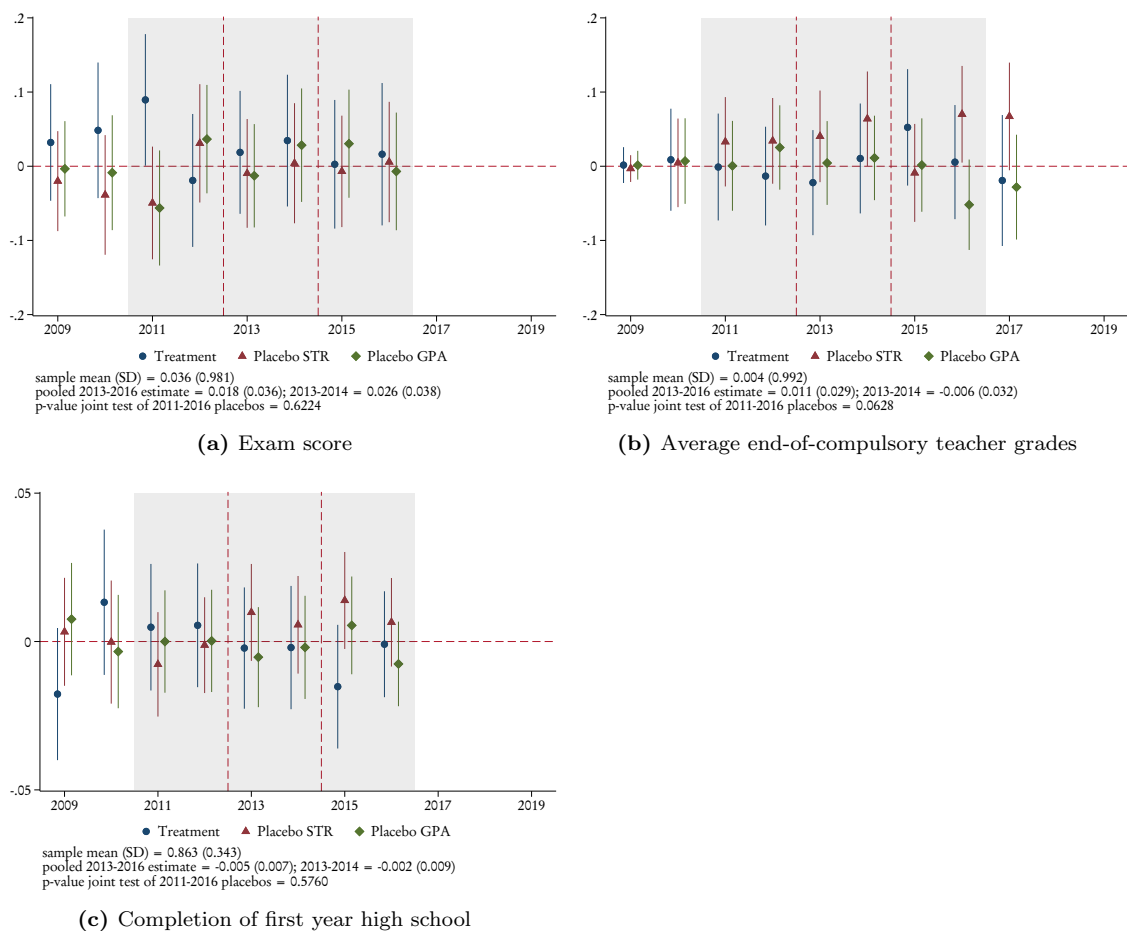 .2
.1
0
-.1
-.2
2009 2011 2013 2015 2017 2019
Treatment Placebo STR Placebo GPA
sample mean (SD) = 0.036 (0.981)
pooled 2013-2016 estimate = 0.018 (0.036); 2013-2014 = 0.026 (0.038)
p-value joint test of 2011-2016 placebos = 0.6224
(a) Exam score
.2
.1
0
-.1
-.2
2009 2011 2013 2015 2017 2019
Treatment Placebo STR Placebo GPA
sample mean (SD) = 0.004 (0.992)
pooled 2013-2016 estimate = 0.011 (0.029); 2013-2014 = -0.006 (0.032)
p-value joint test of 2011-2016 placebos = 0.0628
(b) Average end-of-compulsory teacher grades
.05
0
-.05
2009 2011 2013 2015 2017 2019
Treatment Placebo STR Placebo GPA
sample mean (SD) = 0.863 (0.343)
pooled 2013-2016 estimate = -0.005 (0.007); 2013-2014 = -0.002 (0.009)
p-value joint test of 2011-2016 placebos = 0.5760
(c) Completion of first year high school